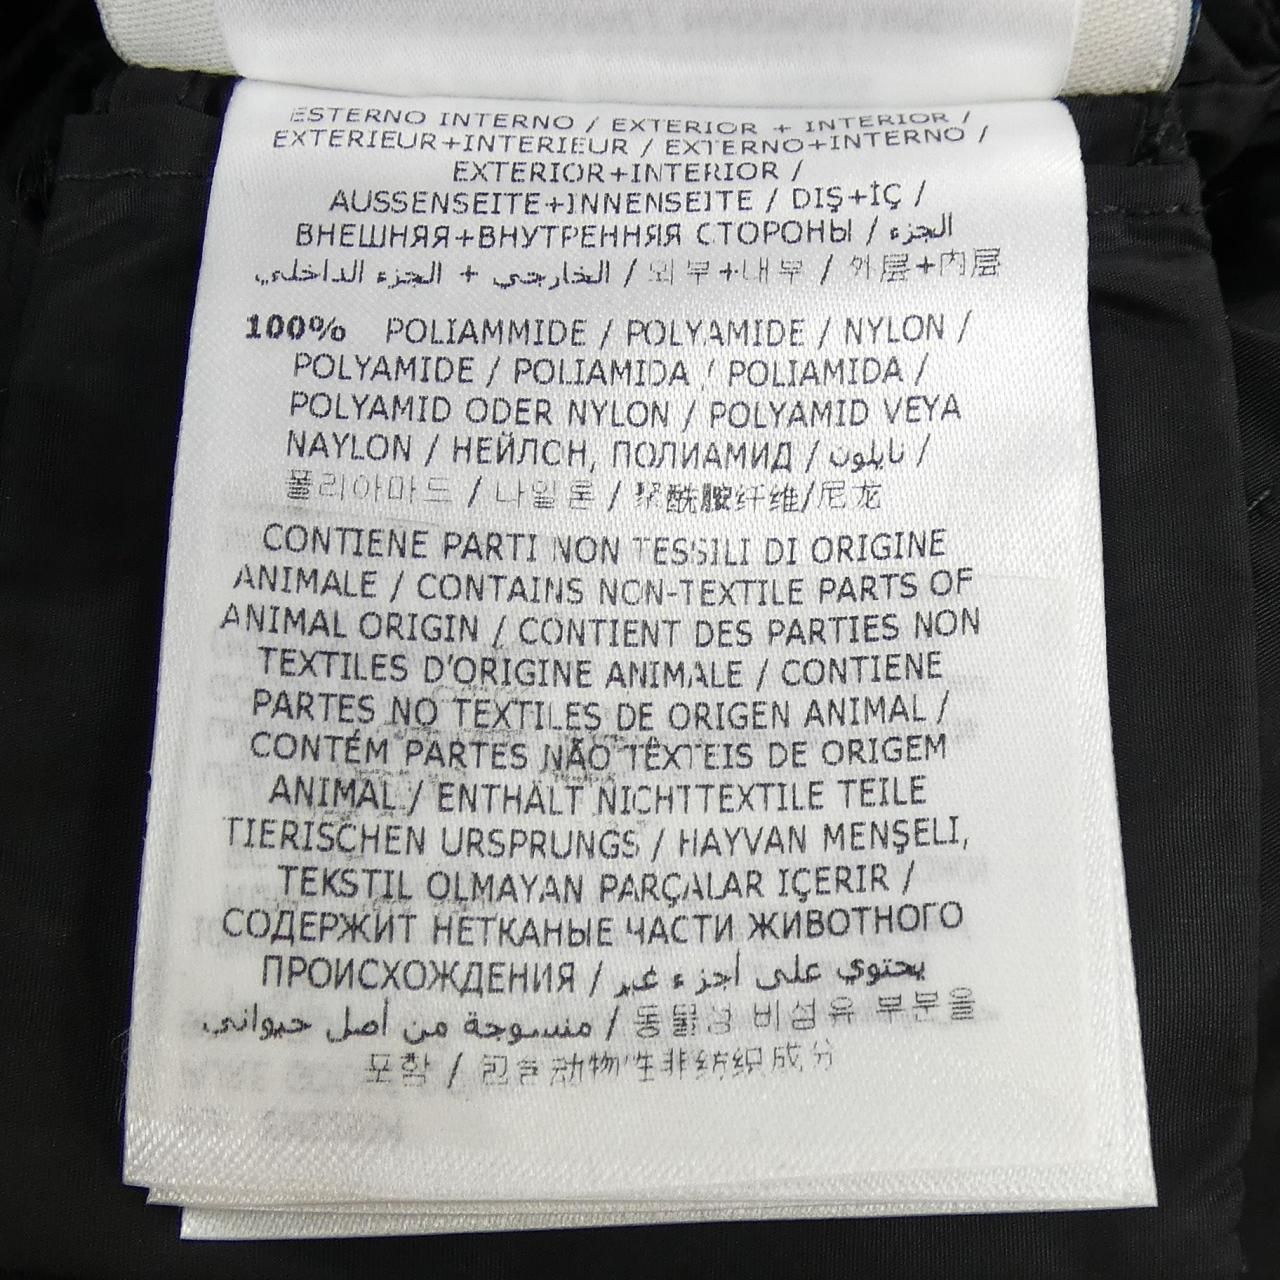 ESTERNO INTERNO / EXTERIOR + INTERIOR /
EXTERIEUR+INTERIEUR / EXTERNO+INTERNO /
EXTERIOR+INTERIOR /
AUSSENSEITE+INNENSEITE / DIŞ+İÇ /
ВНЕШНЯЯ+ВНУТРЕННЯЯ СТОРОНЫ / الجزء
الخارجي + الجزء الداخلي / 외부+내부 / 外层+内层
100% POLIAMMIDE / POLYAMIDE / NYLON /
POLYAMIDE / POLIAMIDA / POLIAMIDA /
POLYAMID ODER NYLON / POLYAMID VEYA
NAYLON / НЕЙЛОН, ПОЛИАМИД / نايلون /
폴리아마드 / 나일론 / 聚酰胺纤维/尼龙
CONTIENE PARTI NON TESSILI DI ORIGINE
ANIMALE / CONTAINS NON-TEXTILE PARTS OF
ANIMAL ORIGIN / CONTIENT DES PARTIES NON
TEXTILES D'ORIGINE ANIMALE / CONTIENE
PARTES NO TEXTILES DE ORIGEN ANIMAL /
CONTÉM PARTES NÃO TÊXTEIS DE ORIGEM
ANIMAL / ENTHÄLT NICHTTEXTILE TEILE
TIERISCHEN URSPRUNGS / HAYVAN MENŞELI,
TEKSTIL OLMAYAN PARÇALAR IÇERIR /
СОДЕРЖИТ НЕТКАНЫЕ ЧАСТИ ЖИВОТНОГО
ПРОИСХОЖДЕНИЯ / يحتوي على أجزء غير
منسوجة من أصل حيواني / 동물성 비섬유 부분을
포함 / 包含动物性非纺织成分